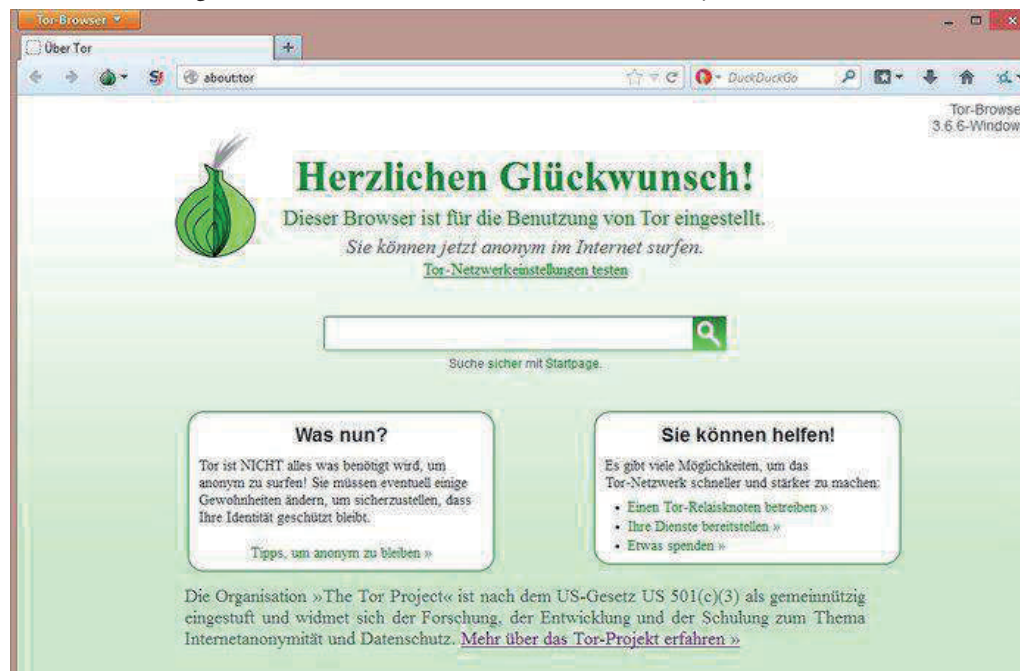 Tor-Browser
Über Tor
about:tor
DuckDuckGo
Tor-Browse
3.6.6-Window
Herzlichen Glückwunsch!
Dieser Browser ist für die Benutzung von Tor eingestellt.
Sie können jetzt anonym im Internet surfen.
Tor-Netzwerkeinstellungen testen
Suche sicher mit Startpage.
Was nun?
Tor ist NICHT alles was benötigt wird, um
anonym zu surfen! Sie müssen eventuell einige
Gewohnheiten ändern, um sicherzustellen, dass
Ihre Identität geschützt bleibt.
Tipps, um anonym zu bleiben »
Sie können helfen!
Es gibt viele Möglichkeiten, um das
Tor-Netzwerk schneller und stärker zu machen:
• Einen Tor-Relaisknoten betreiben »
• Ihre Dienste bereitstellen »
• Etwas spenden »
Die Organisation »The Tor Project« ist nach dem US-Gesetz US 501(c)(3) als gemeinnützig
eingestuft und widmet sich der Forschung, der Entwicklung und der Schulung zum Thema
Internetanonymität und Datenschutz. Mehr über das Tor-Projekt erfahren »